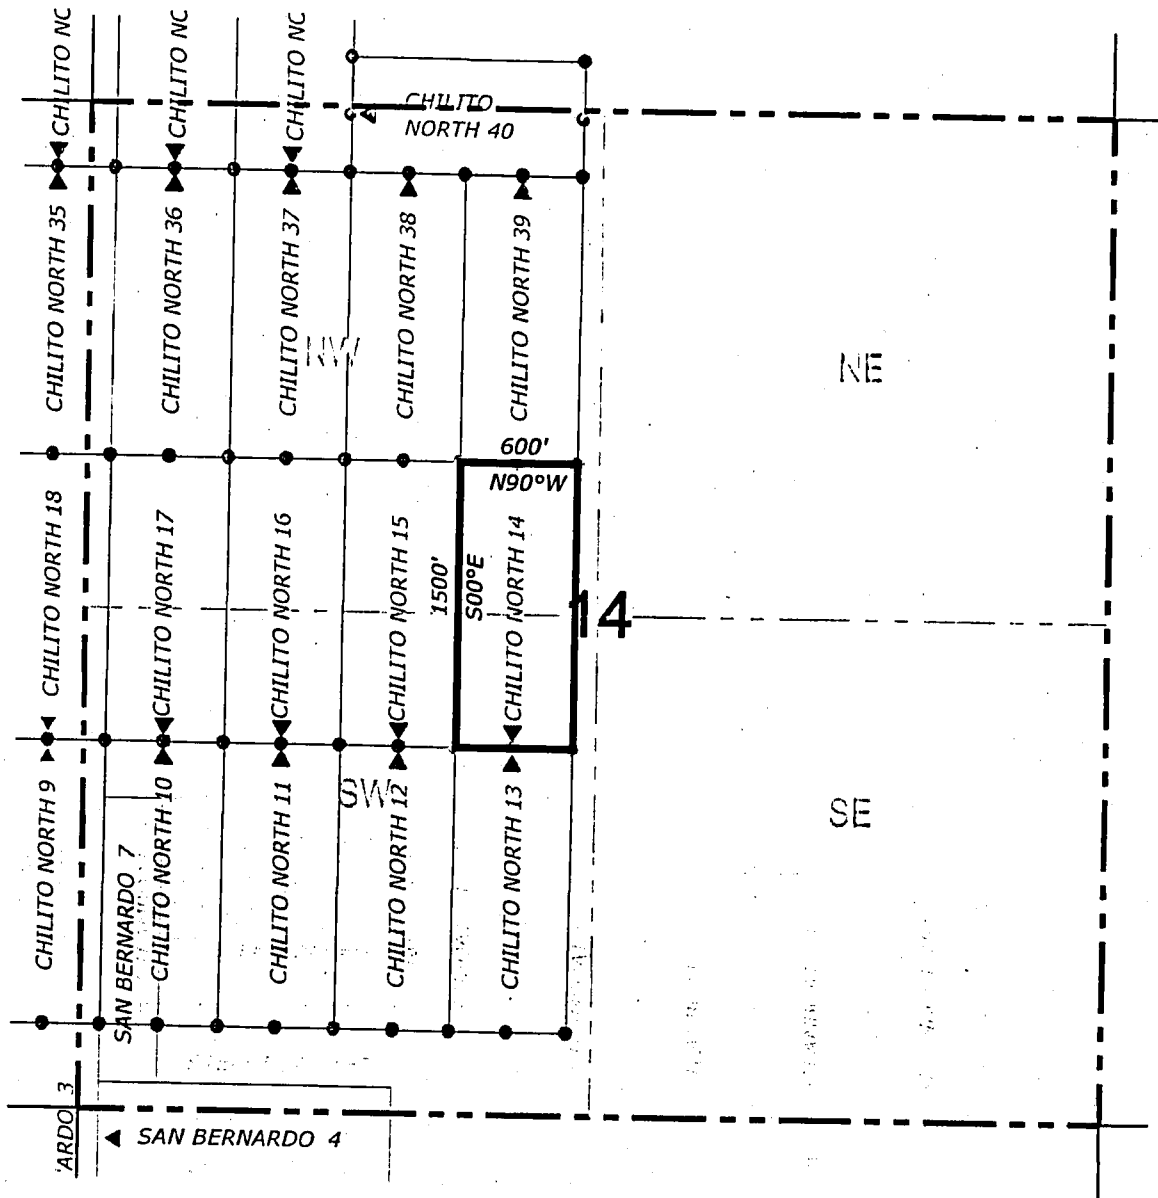 CHILITO NC
CHILITO NC
CHILITO NC
CHILITO
NORTH 40
CHILITO NORTH 35
CHILITO NORTH 36
CHILITO NORTH 37
CHILITO NORTH 38
CHILITO NORTH 39
NW
NE
600'
N90°W
CHILITO NORTH 18
CHILITO NORTH 17
CHILITO NORTH 16
CHILITO NORTH 15
1500'
S00°E
CHILITO NORTH 14
14
CHILITO NORTH 9
SAN BERNARDO 7
CHILITO NORTH 10
CHILITO NORTH 11
SW
CHILITO NORTH 12
CHILITO NORTH 13
SE
ARDO 3
SAN BERNARDO 4